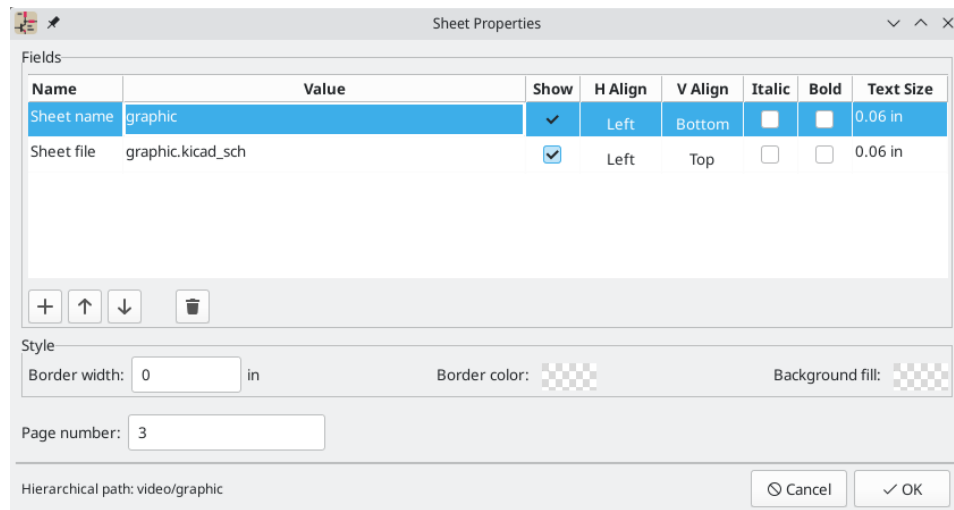 Sheet Properties
Fields
Name Value Show H Align V Align Italic Bold Text Size
Sheet name graphic Left Bottom 0.06 in
Sheet file graphic.kicad_sch Left Top 0.06 in
Style
Border width: 0 in Border color: Background fill:
Page number: 3
Hierarchical path: video/graphic Cancel OK